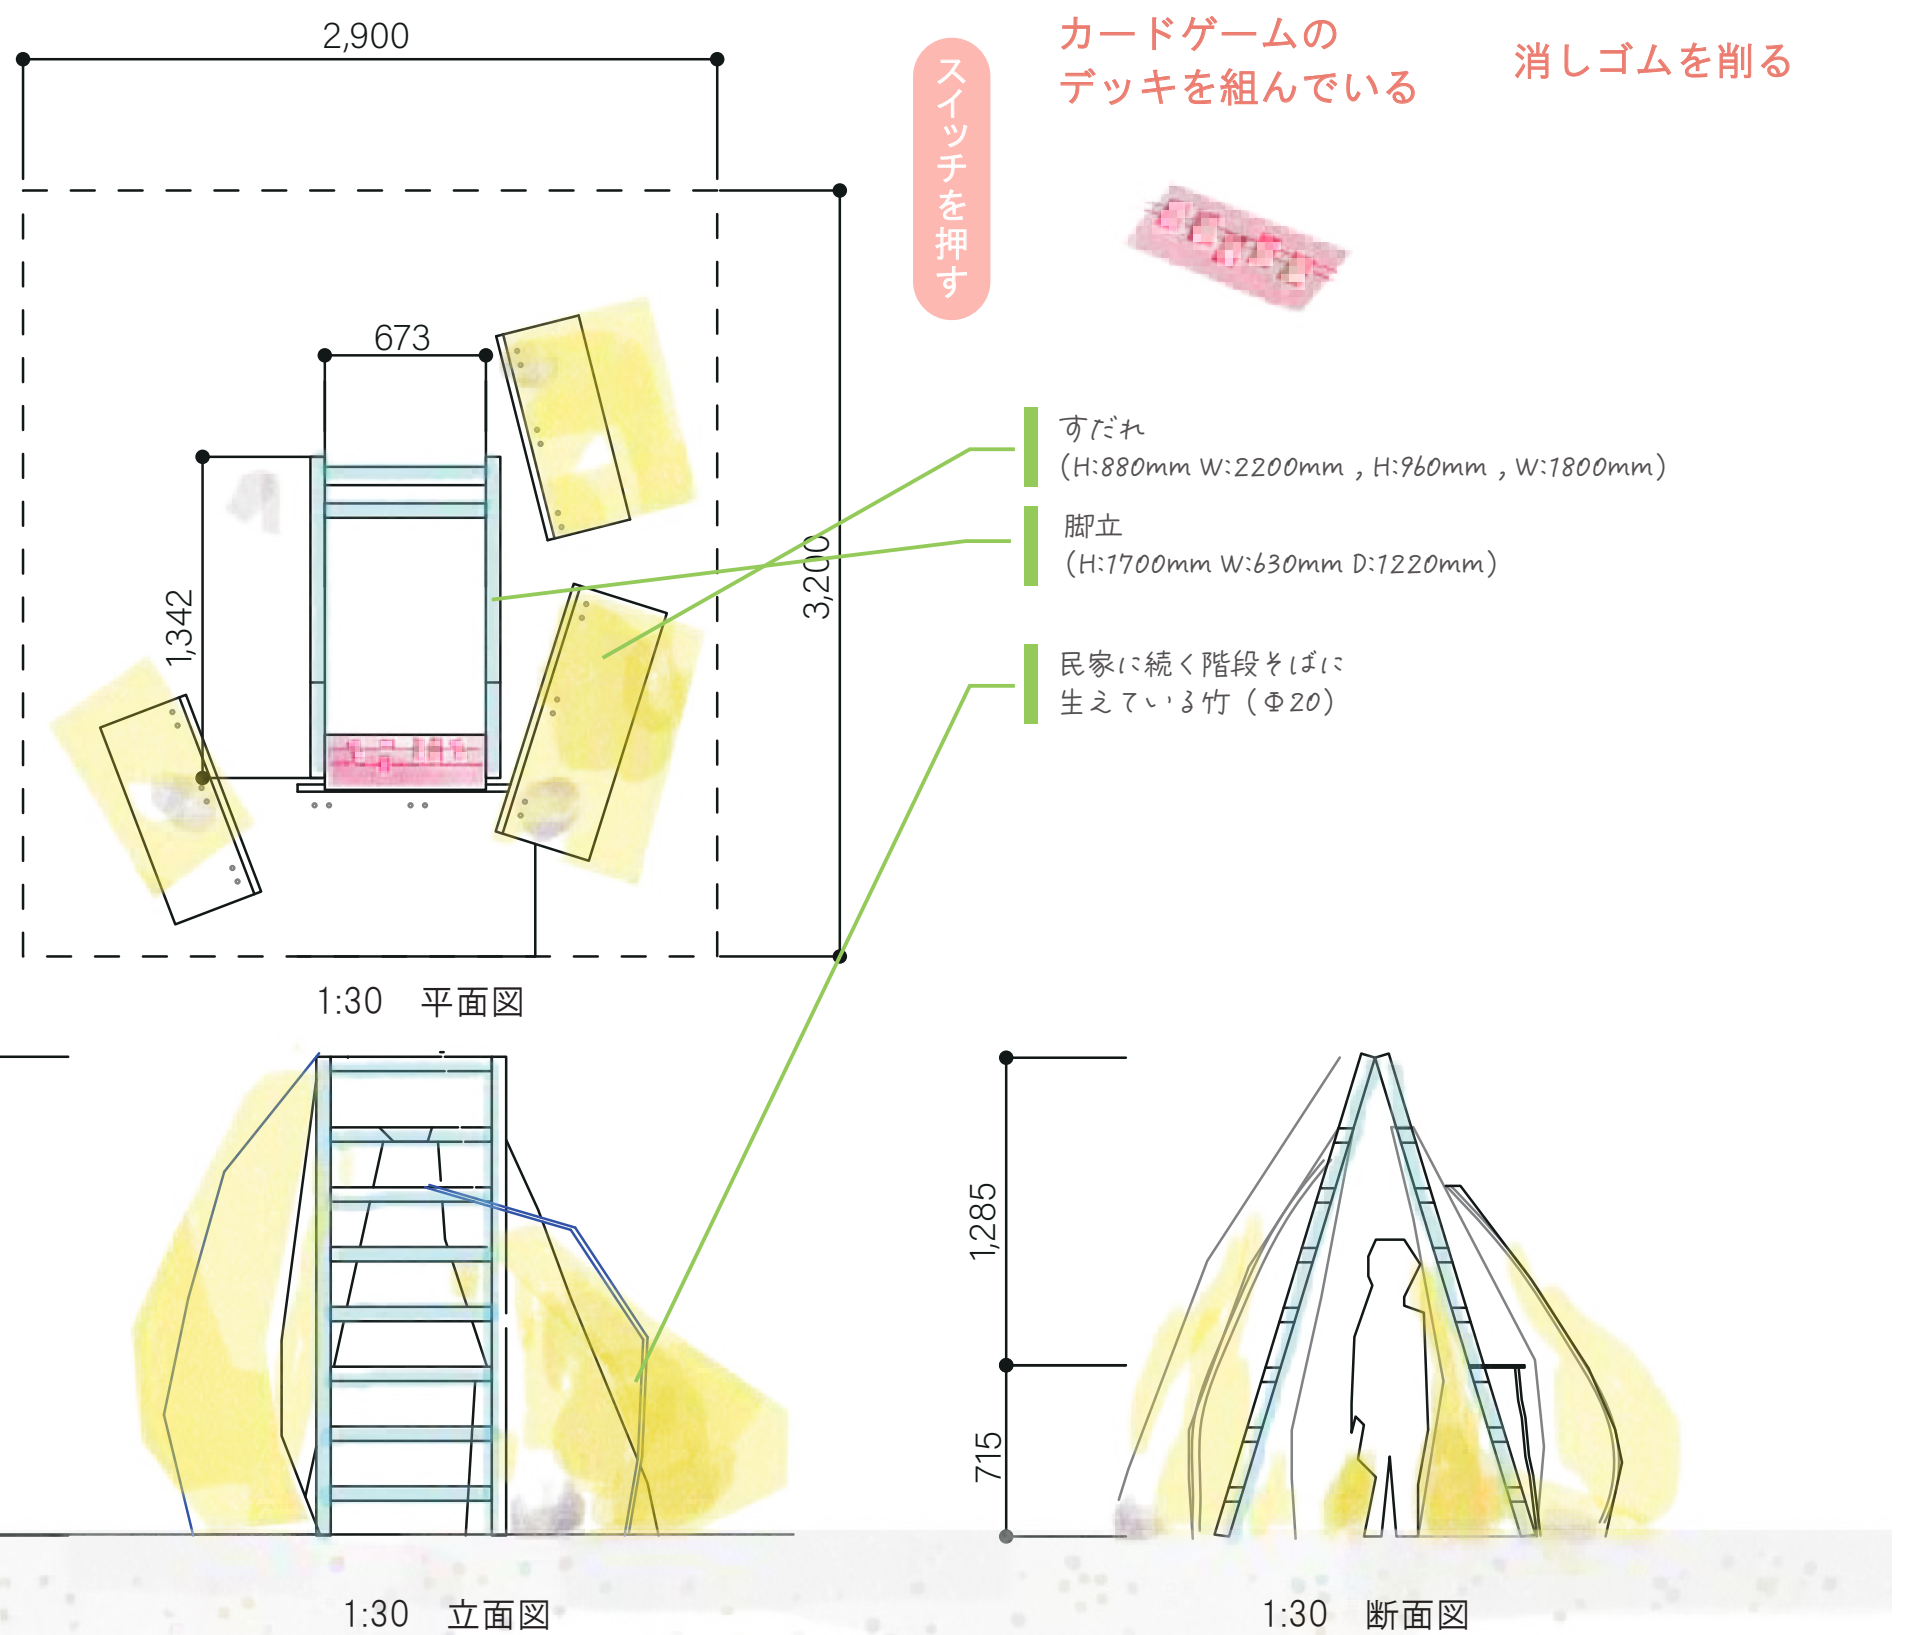 2,900
スイッチを押す
カードゲームの
デッキを組んでいる
消しゴムを削る
673
すだれ
(H:880mm W:2200mm , H:960mm , W:1800mm)
脚立
(H:1700mm W:630mm D:1220mm)
3,200
1,342
民家に続く階段そばに
生えている竹 (Φ20)
1:30 平面図
1,285
715
1:30 立面図
1:30 断面図